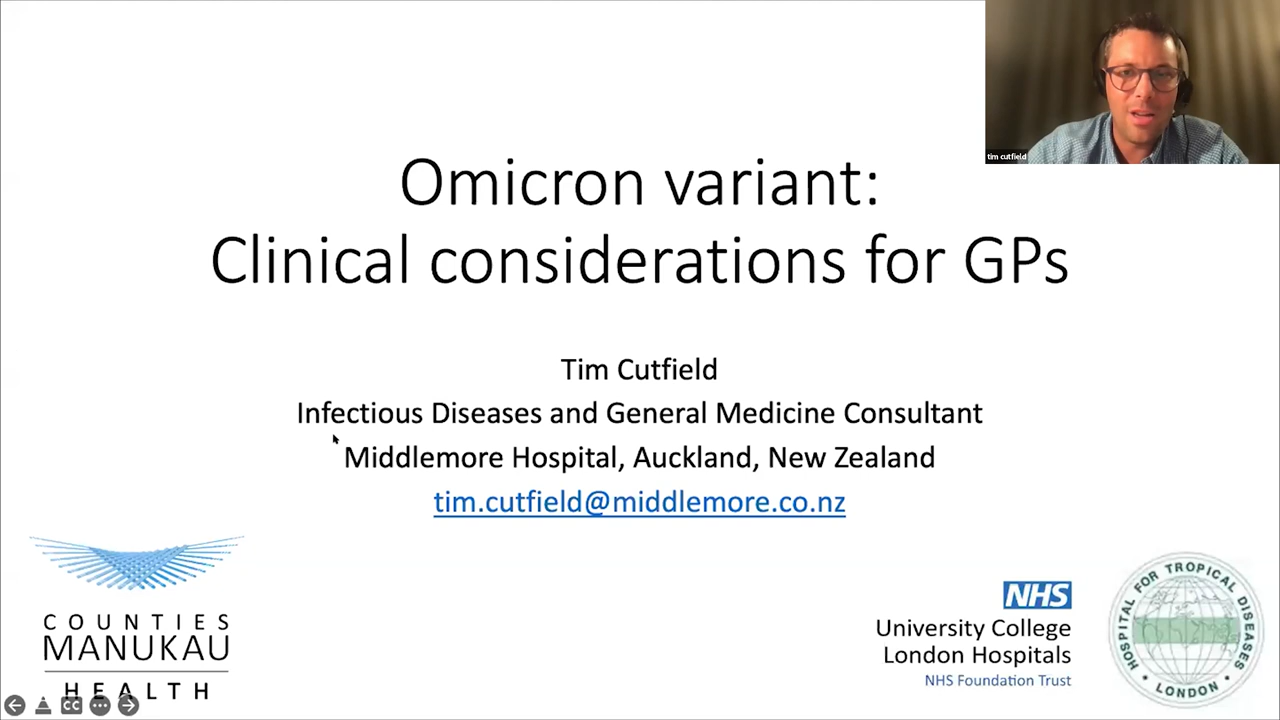 tim cutfield
Omicron variant:
Clinical considerations for GPs
Tim Cutfield
Infectious Diseases and General Medicine Consultant
Middlemore Hospital, Auckland, New Zealand
tim.cutfield@middlemore.co.nz
COUNTIES
MANUKAU
HEALTH
CC
NHS
University College
London Hospitals
NHS Foundation Trust
HOSPITAL FOR TROPICAL DISEASES
· LONDON ·